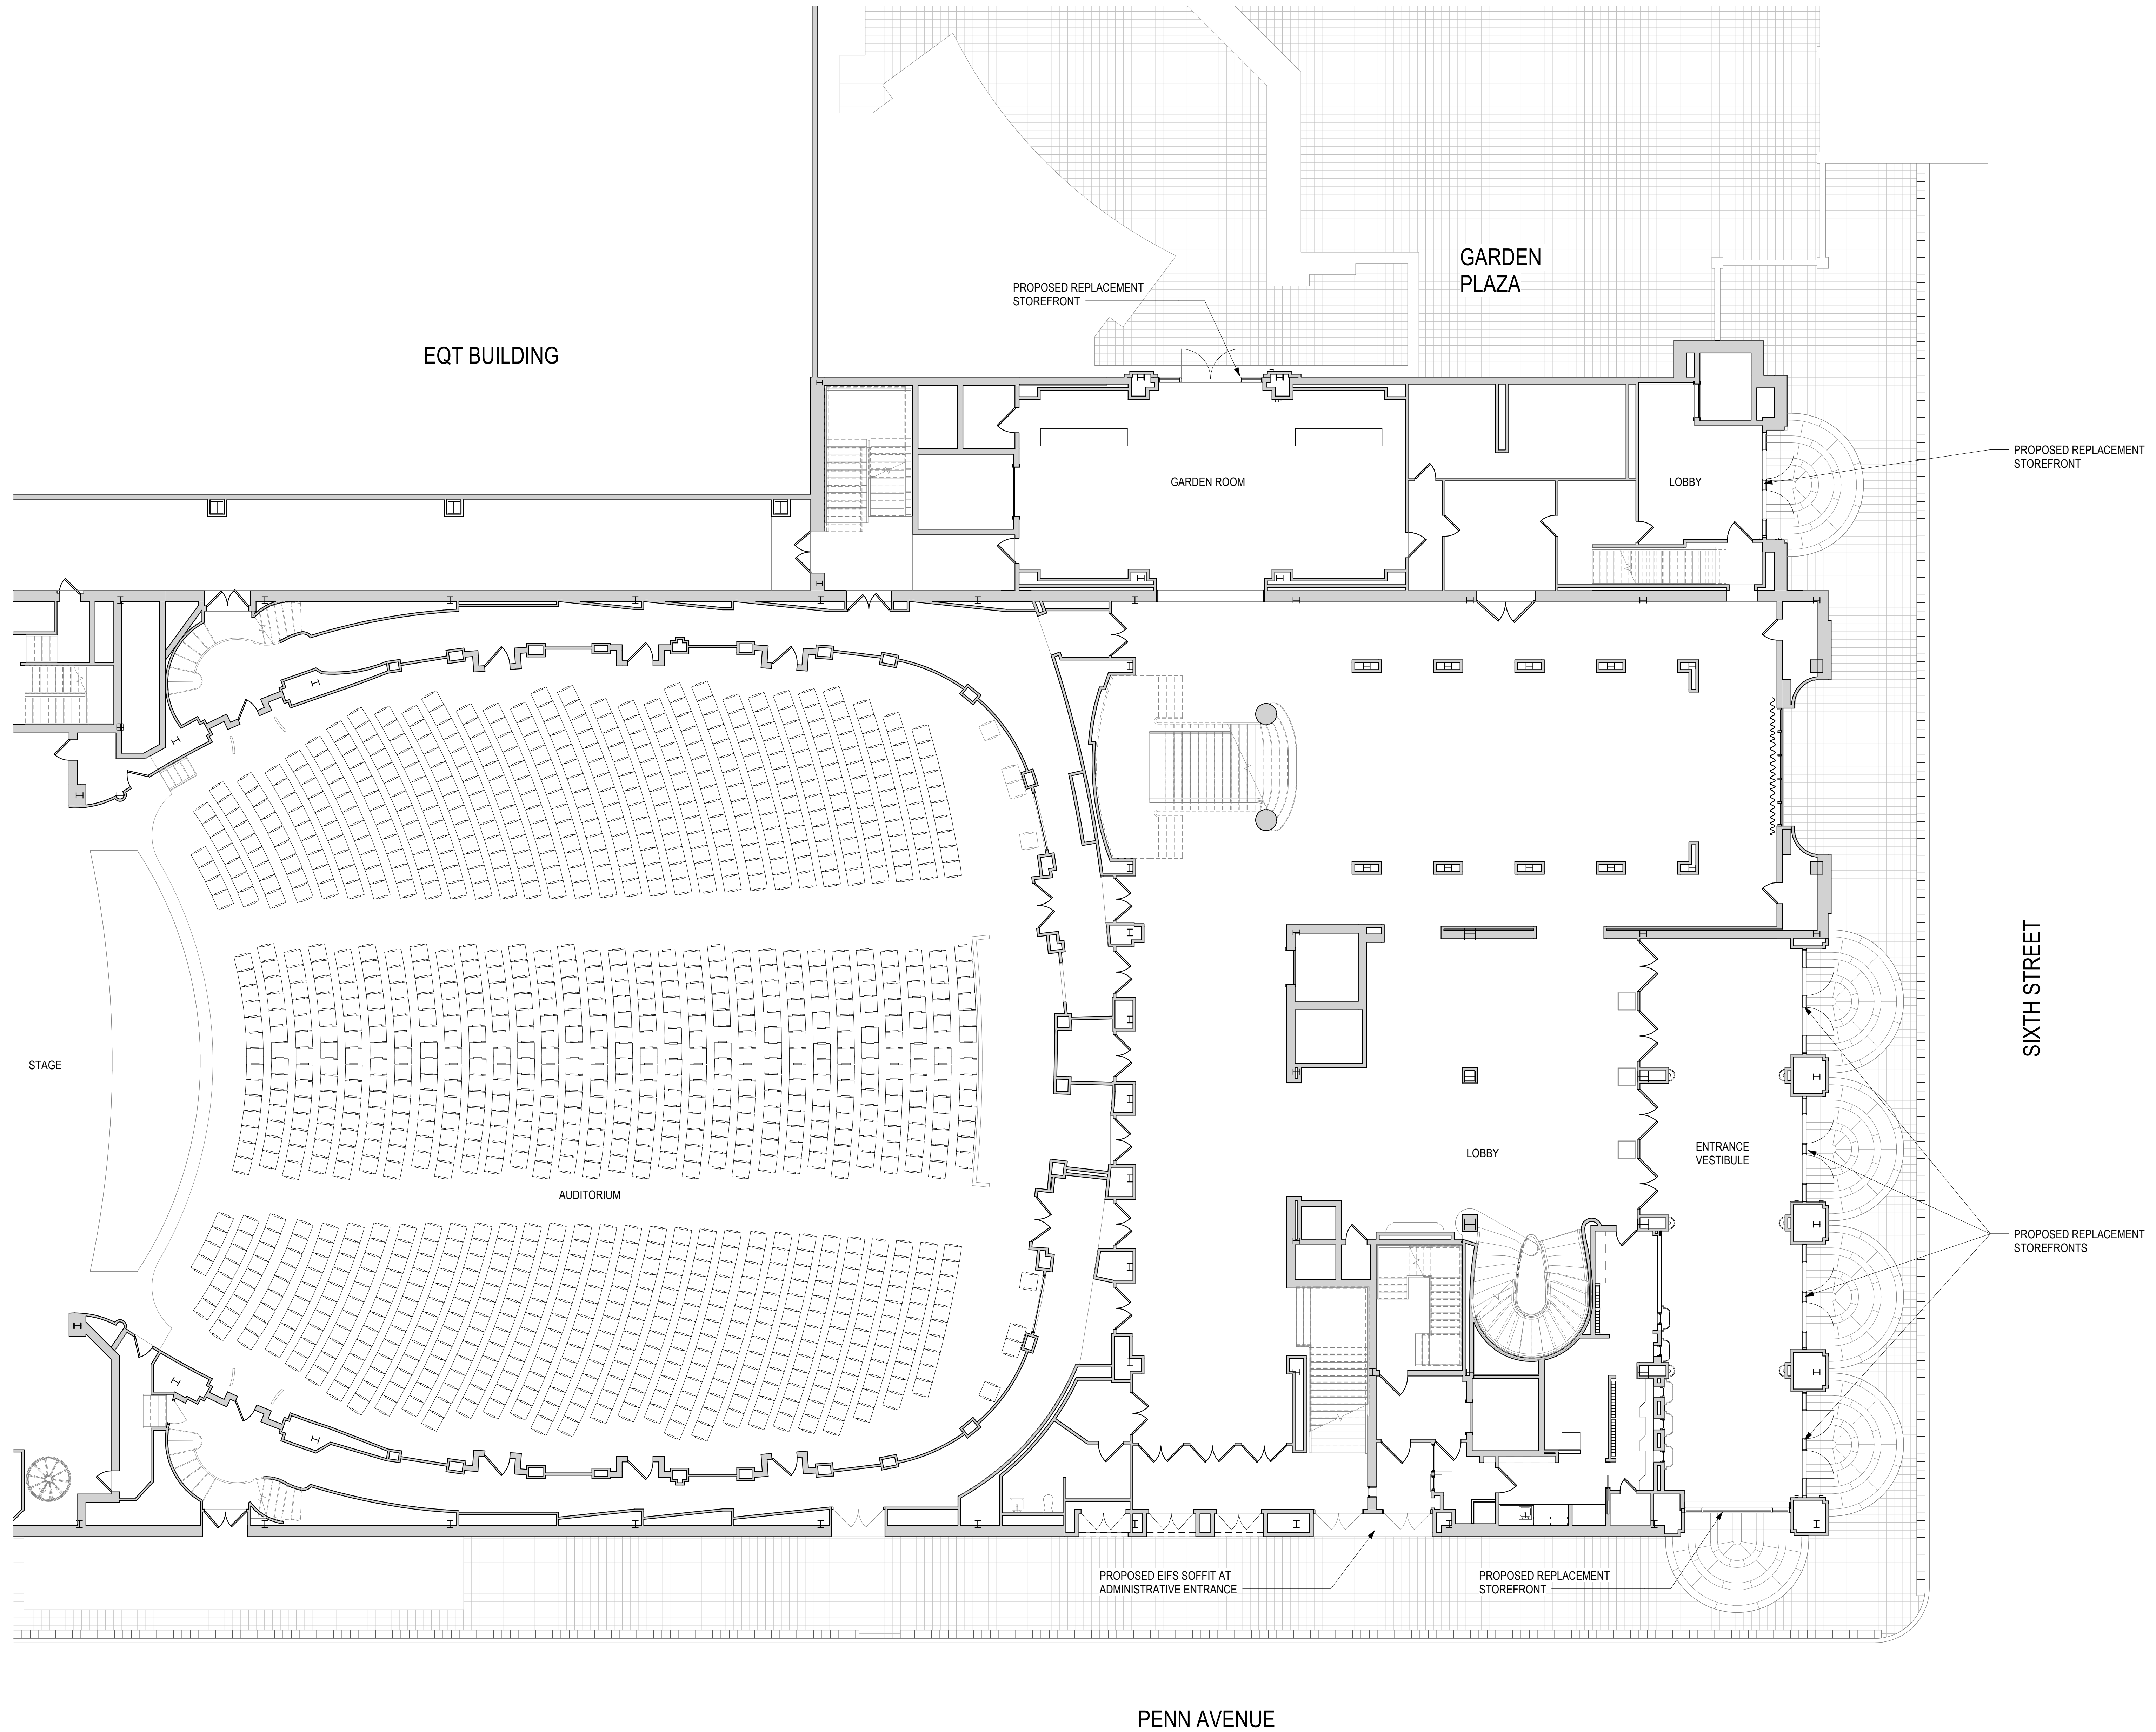 GARDEN
PLAZA
PROPOSED REPLACEMENT
STOREFRONT
EQT BUILDING
PROPOSED REPLACEMENT
STOREFRONT
GARDEN ROOM
LOBBY
SIXTH STREET
STAGE
LOBBY
ENTRANCE
VESTIBULE
AUDITORIUM
PROPOSED REPLACEMENT
STOREFRONTS
PROPOSED EIFS SOFFIT AT
ADMINISTRATIVE ENTRANCE
PROPOSED REPLACEMENT
STOREFRONT
PENN AVENUE